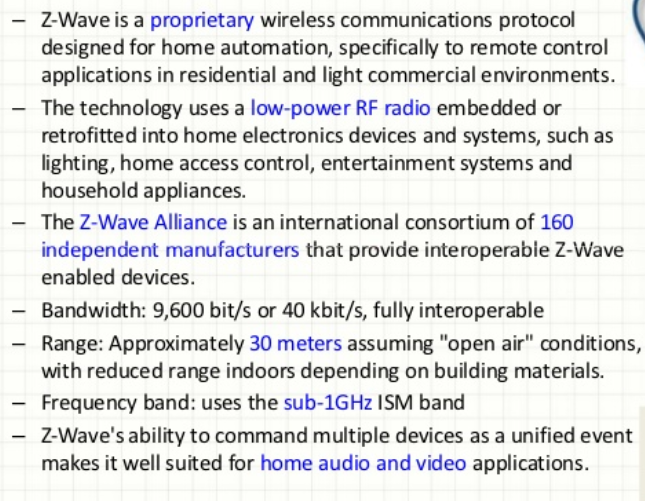 – Z-Wave is a proprietary wireless communications protocol
designed for home automation, specifically to remote control
applications in residential and light commercial environments.
– The technology uses a low-power RF radio embedded or
retrofitted into home electronics devices and systems, such as
lighting, home access control, entertainment systems and
household appliances.
– The Z-Wave Alliance is an international consortium of 160
independent manufacturers that provide interoperable Z-Wave
enabled devices.
– Bandwidth: 9,600 bit/s or 40 kbit/s, fully interoperable
– Range: Approximately 30 meters assuming "open air" conditions,
with reduced range indoors depending on building materials.
– Frequency band: uses the sub-1GHz ISM band
– Z-Wave's ability to command multiple devices as a unified event
makes it well suited for home audio and video applications.